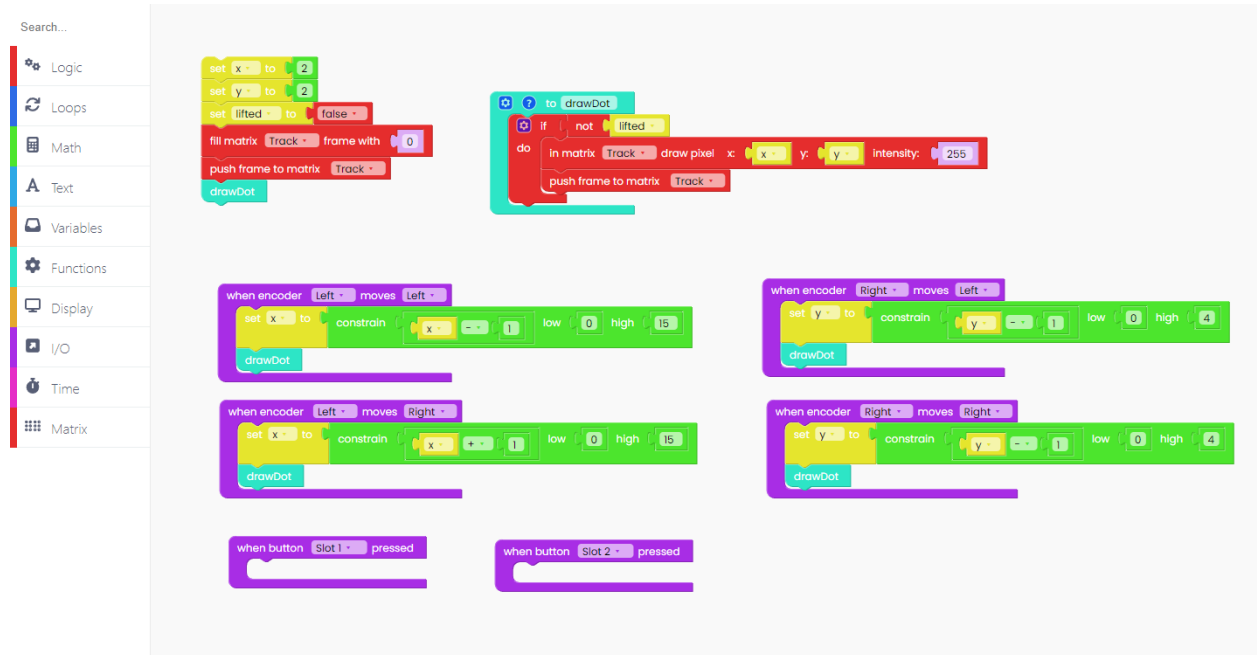 Search...
Logic
Loops
Math
Text
Variables
Functions
Display
I/O
Time
Matrix
set x to 2
set y to 2
set lifted to false
fill matrix Track frame with 0
push frame to matrix Track
drawDot
? to drawDot
if not lifted
do in matrix Track draw pixel x: x y: y intensity: 255
push frame to matrix Track
when encoder Left moves Left
set x to constrain x - 1 low 0 high 15
drawDot
when encoder Right moves Left
set y to constrain y - 1 low 0 high 4
drawDot
when encoder Left moves Right
set x to constrain x + 1 low 0 high 15
drawDot
when encoder Right moves Right
set y to constrain y - 1 low 0 high 4
drawDot
when button Slot 1 pressed
when button Slot 2 pressed